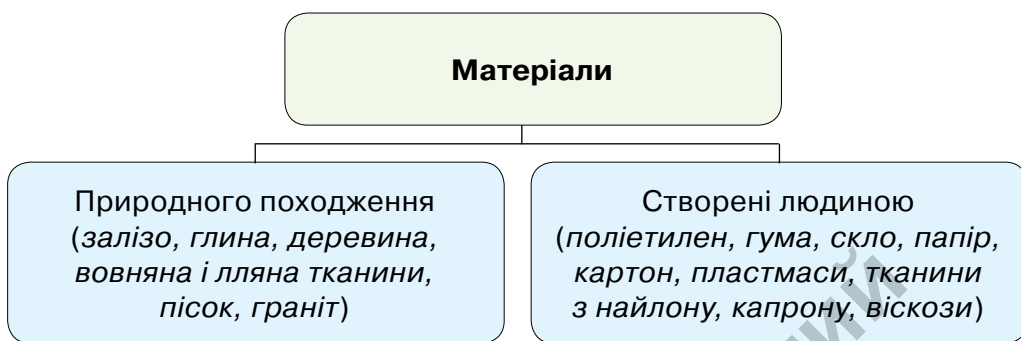 Матеріали
Природного походження
(залізо, глина, деревина,
вовняна і лляна тканини,
пісок, граніт)
Створені людиною
(поліетилен, гума, скло, папір,
картон, пластмаси, тканини
з найлону, капрону, віскози)